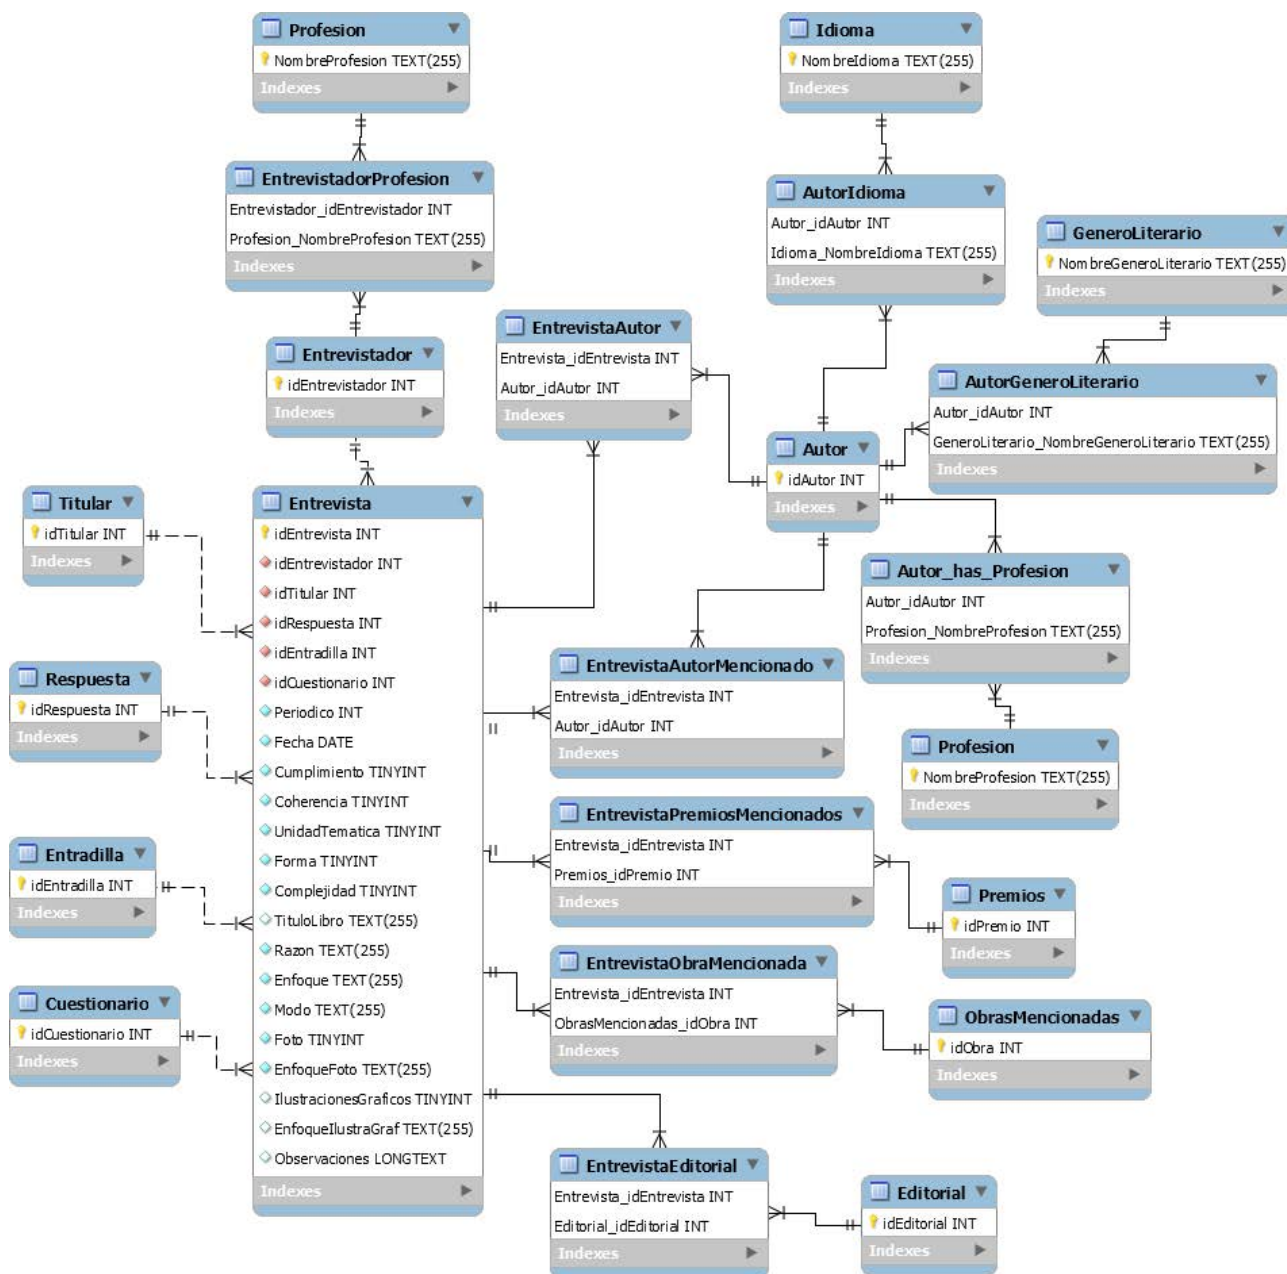 Profesion
NombreProfesion TEXT(255)
Indexes
Idioma
NombreIdioma TEXT(255)
Indexes
EntrevistadorProfesion
Entrevistador_idEntrevistador INT
Profesion_NombreProfesion TEXT(255)
Indexes
AutorIdioma
Autor_idAutor INT
Idioma_NombreIdioma TEXT(255)
Indexes
GeneroLiterario
NombreGeneroLiterario TEXT(255)
Indexes
Entrevistador
idEntrevistador INT
Indexes
EntrevistaAutor
Entrevista_idEntrevista INT
Autor_idAutor INT
Indexes
AutorGeneroLiterario
Autor_idAutor INT
GeneroLiterario_NombreGeneroLiterario TEXT(255)
Indexes
Autor
idAutor INT
Indexes
Titular
idTitular INT
Indexes
Entrevista
idEntrevista INT
idEntrevistador INT
idTitular INT
idRespuesta INT
idEntradilla INT
idCuestionario INT
Periodico INT
Fecha DATE
Cumplimiento TINYINT
Coherencia TINYINT
UnidadTematica TINYINT
Forma TINYINT
Complejidad TINYINT
TituloLibro TEXT(255)
Razon TEXT(255)
Enfoque TEXT(255)
Modo TEXT(255)
Foto TINYINT
EnfoqueFoto TEXT(255)
IlustracionesGraficos TINYINT
EnfoqueIlustraGraf TEXT(255)
Observaciones LONGTEXT
Indexes
Autor_has_Profesion
Autor_idAutor INT
Profesion_NombreProfesion TEXT(255)
Indexes
Respuesta
idRespuesta INT
Indexes
EntrevistaAutorMencionado
Entrevista_idEntrevista INT
Autor_idAutor INT
Indexes
Profesion
NombreProfesion TEXT(255)
Indexes
Entradilla
idEntradilla INT
Indexes
EntrevistaPremiosMencionados
Entrevista_idEntrevista INT
Premios_idPremio INT
Indexes
Premios
idPremio INT
Indexes
Cuestionario
idCuestionario INT
Indexes
EntrevistaObraMencionada
Entrevista_idEntrevista INT
ObrasMencionadas_idObra INT
Indexes
ObrasMencionadas
idObra INT
Indexes
EntrevistaEditorial
Entrevista_idEntrevista INT
Editorial_idEditorial INT
Indexes
Editorial
idEditorial INT
Indexes